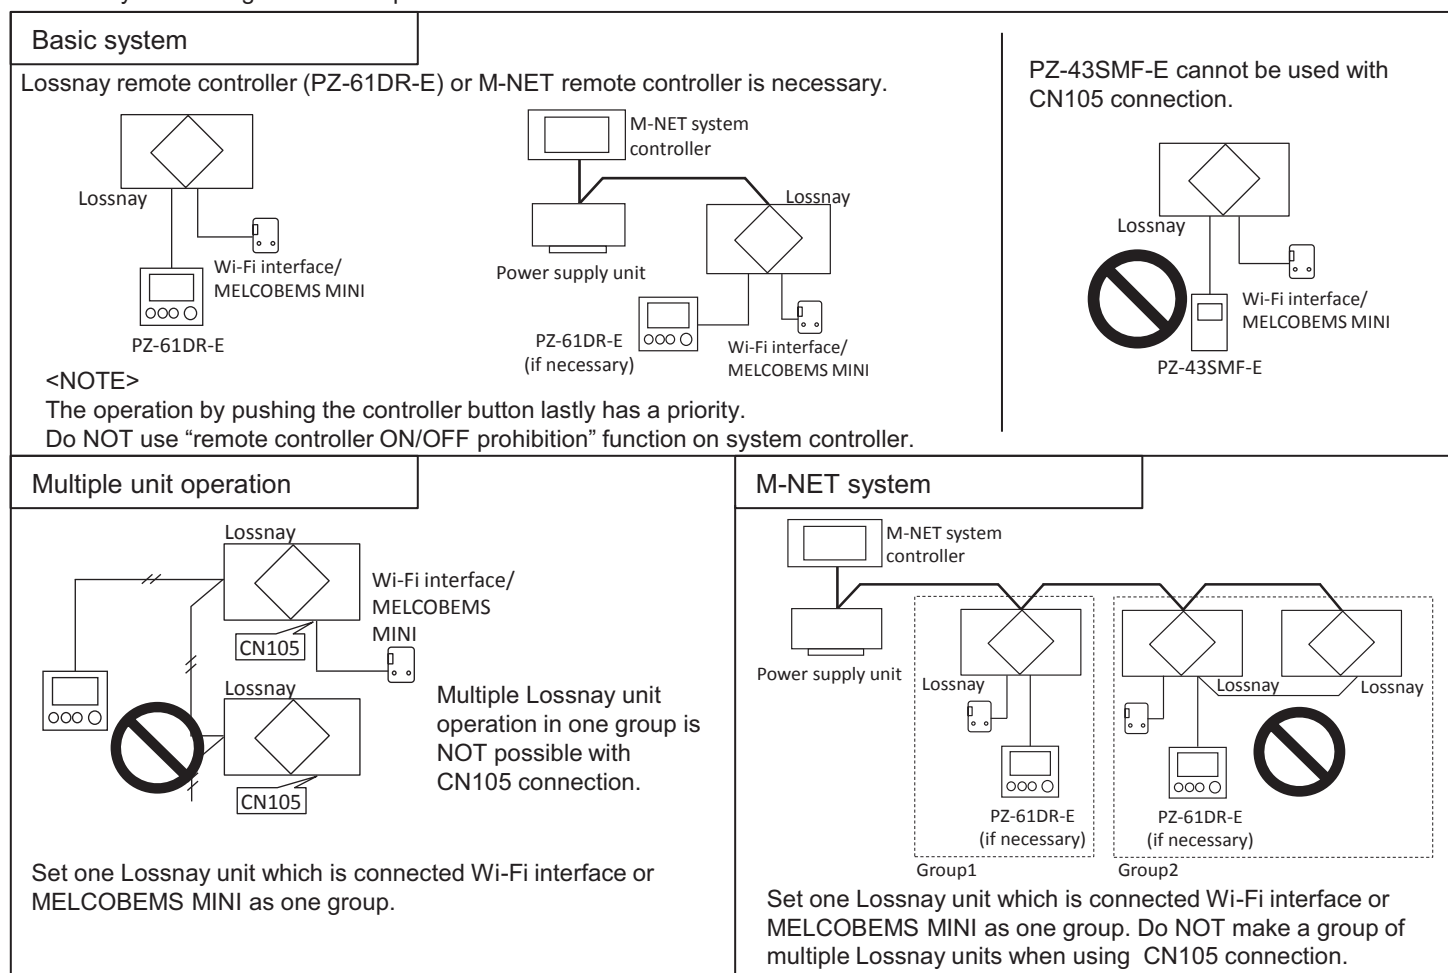 Basic system
Lossnay remote controller (PZ-61DR-E) or M-NET remote controller is necessary.
Lossnay
Wi-Fi interface/
MELCOBEMS MINI
PZ-61DR-E
M-NET system
controller
Lossnay
Power supply unit
PZ-61DR-E
(if necessary)
Wi-Fi interface/
MELCOBEMS MINI
<NOTE>
The operation by pushing the controller button lastly has a priority.
Do NOT use “remote controller ON/OFF prohibition” function on system controller.
PZ-43SMF-E cannot be used with
CN105 connection.
Lossnay
Wi-Fi interface/
MELCOBEMS MINI
PZ-43SMF-E
Multiple unit operation
Lossnay
Wi-Fi interface/
MELCOBEMS
MINI
CN105
Lossnay
CN105
Multiple Lossnay unit
operation in one group is
NOT possible with
CN105 connection.
Set one Lossnay unit which is connected Wi-Fi interface or
MELCOBEMS MINI as one group.
M-NET system
M-NET system
controller
Power supply unit
Lossnay
Lossnay
Lossnay
PZ-61DR-E
(if necessary)
PZ-61DR-E
(if necessary)
Group1
Group2
Set one Lossnay unit which is connected Wi-Fi interface or
MELCOBEMS MINI as one group. Do NOT make a group of
multiple Lossnay units when using CN105 connection.